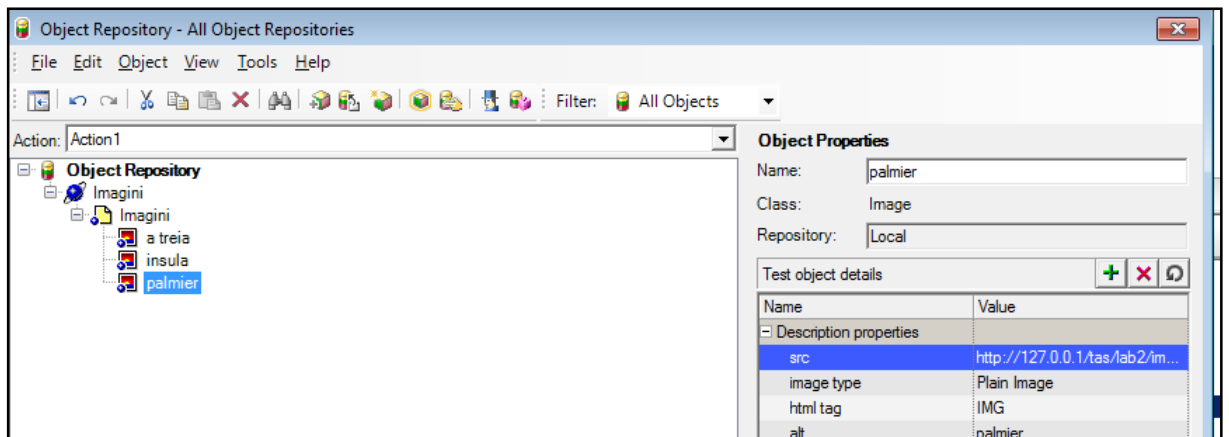 Object Repository - All Object Repositories
File Edit Object View Tools Help
Filter: All Objects
Action: Action1
Object Repository
Imagini
Imagini
a treia
insula
palmier
Object Properties
Name: palmier
Class: Image
Repository: Local
Test object details
Name Value
Description properties
src http://127.0.0.1/tas/lab2/im...
image type Plain Image
html tag IMG
alt palmier